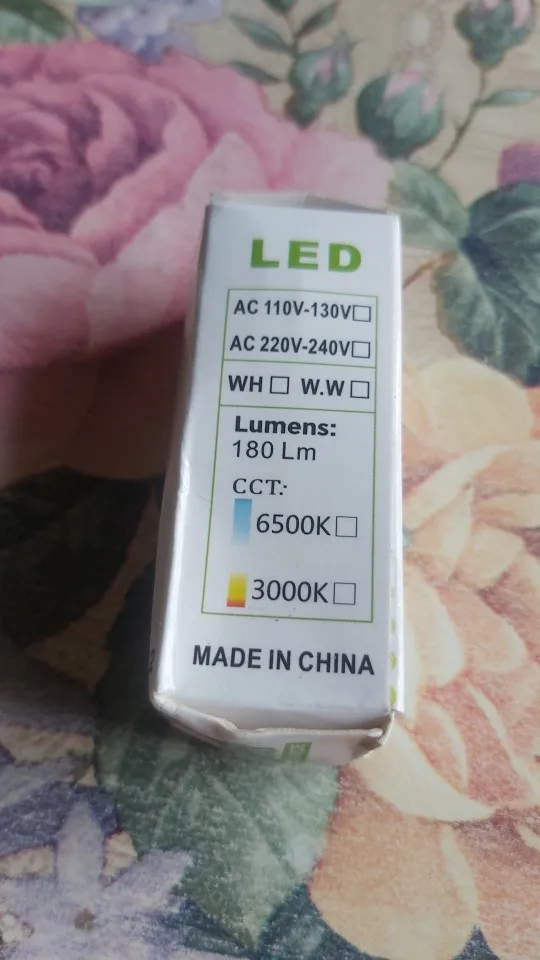 LED
AC 110V-130V☐
AC 220V-240V☐
WH ☐ W.W ☐
Lumens:
180 Lm
CCT:
6500K☐
3000K☐
MADE IN CHINA